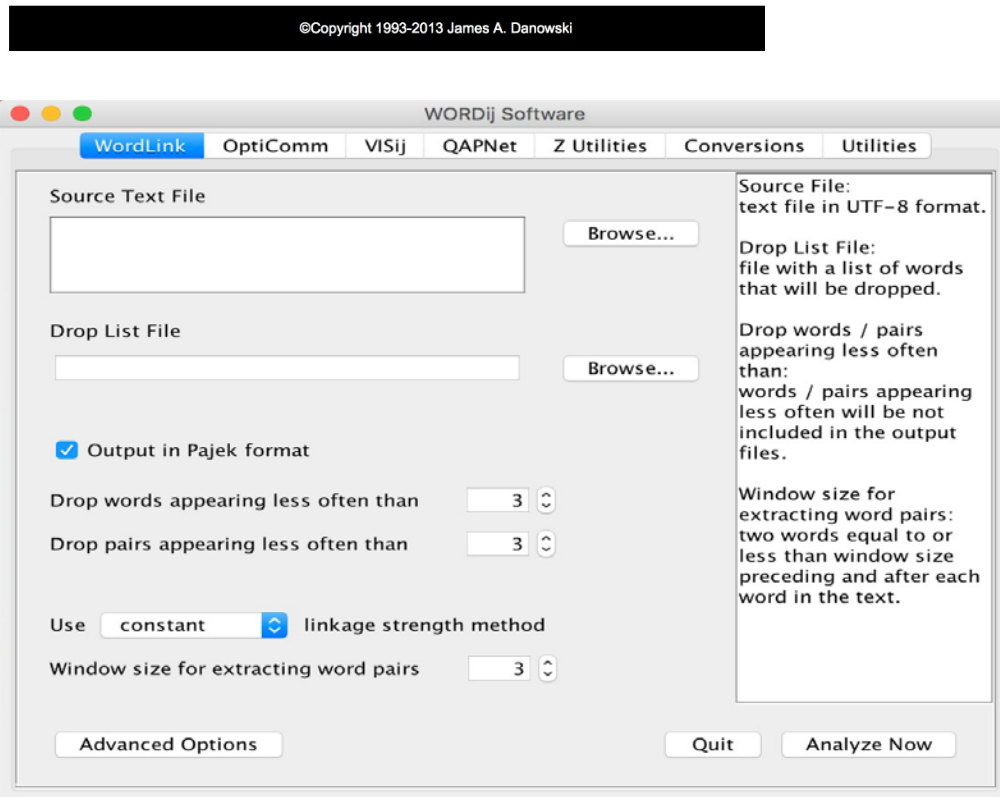 ©Copyright 1993-2013 James A. Danowski
WORDij Software
WordLink OptiComm VISij QAPNet Z Utilities Conversions Utilities
Source Text File
Browse...
Drop List File
Browse...
Output in Pajek format
Drop words appearing less often than 3
Drop pairs appearing less often than 3
Use constant linkage strength method
Window size for extracting word pairs 3
Advanced Options
Quit
Analyze Now
Source File:
text file in UTF-8 format.
Drop List File:
file with a list of words
that will be dropped.
Drop words / pairs
appearing less often
than:
words / pairs appearing
less often will be not
included in the output
files.
Window size for
extracting word pairs:
two words equal to or
less than window size
preceding and after each
word in the text.